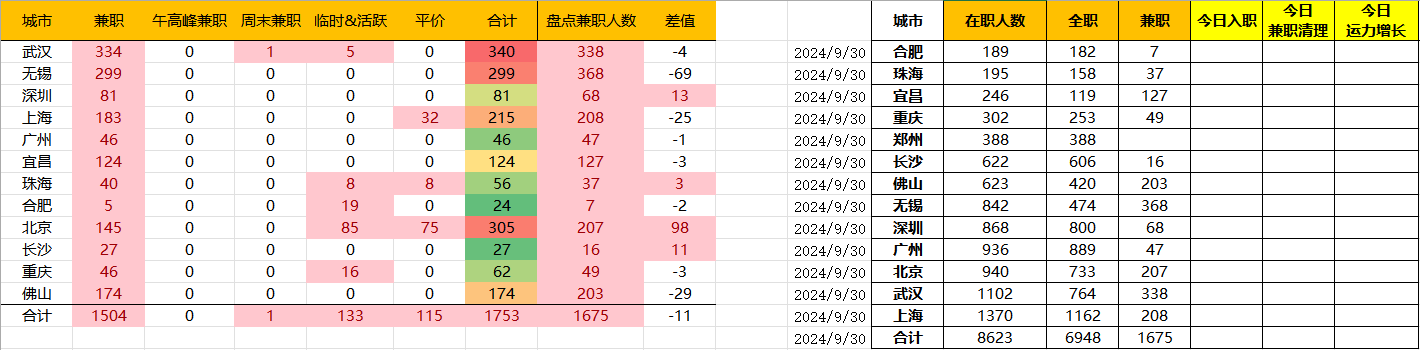 城市 兼职 午高峰兼职 周末兼职 临时&活跃 平价 合计 盘点兼职人数 差值 城市 在职人数 全职 兼职 今日入职 今日兼职清理 今日运力增长
武汉 334 0 1 5 0 340 338 -4 2024/9/30 合肥 189 182 7
无锡 299 0 0 0 0 299 368 -69 2024/9/30 珠海 195 158 37
深圳 81 0 0 0 0 81 68 13 2024/9/30 宜昌 246 119 127
上海 183 0 0 0 32 215 208 -25 2024/9/30 重庆 302 253 49
广州 46 0 0 0 0 46 47 -1 2024/9/30 郑州 388 388
宜昌 124 0 0 0 0 124 127 -3 2024/9/30 长沙 622 606 16
珠海 40 0 0 8 8 56 37 3 2024/9/30 佛山 623 420 203
合肥 5 0 0 19 0 24 7 -2 2024/9/30 无锡 842 474 368
北京 145 0 0 85 75 305 207 98 2024/9/30 深圳 868 800 68
长沙 27 0 0 0 0 27 16 11 2024/9/30 广州 936 889 47
重庆 46 0 0 16 0 62 49 -3 2024/9/30 北京 940 733 207
佛山 174 0 0 0 0 174 203 -29 2024/9/30 武汉 1102 764 338
合计 1504 0 1 133 115 1753 1675 -11 2024/9/30 上海 1370 1162 208
2024/9/30 合计 8623 6948 1675